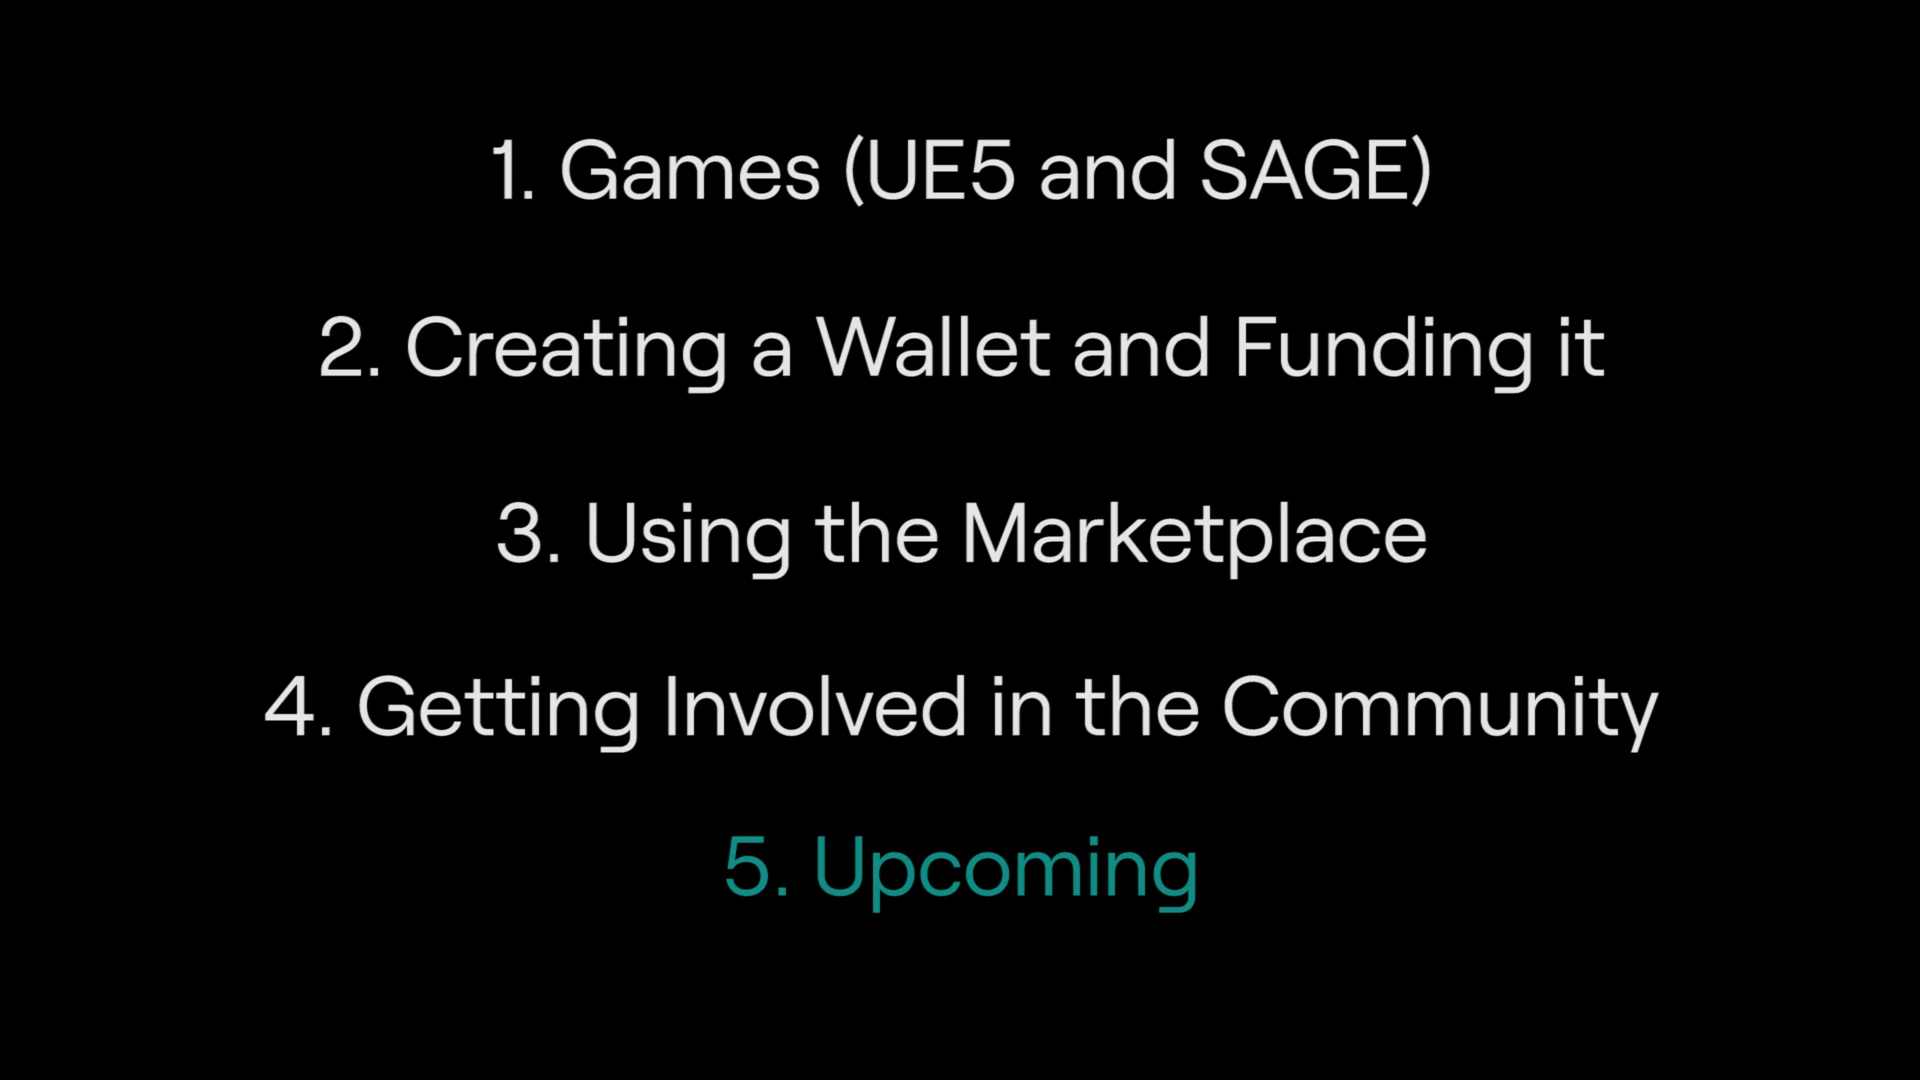 1. Games (UE5 and SAGE)
2. Creating a Wallet and Funding it
3. Using the Marketplace
4. Getting Involved in the Community
5. Upcoming